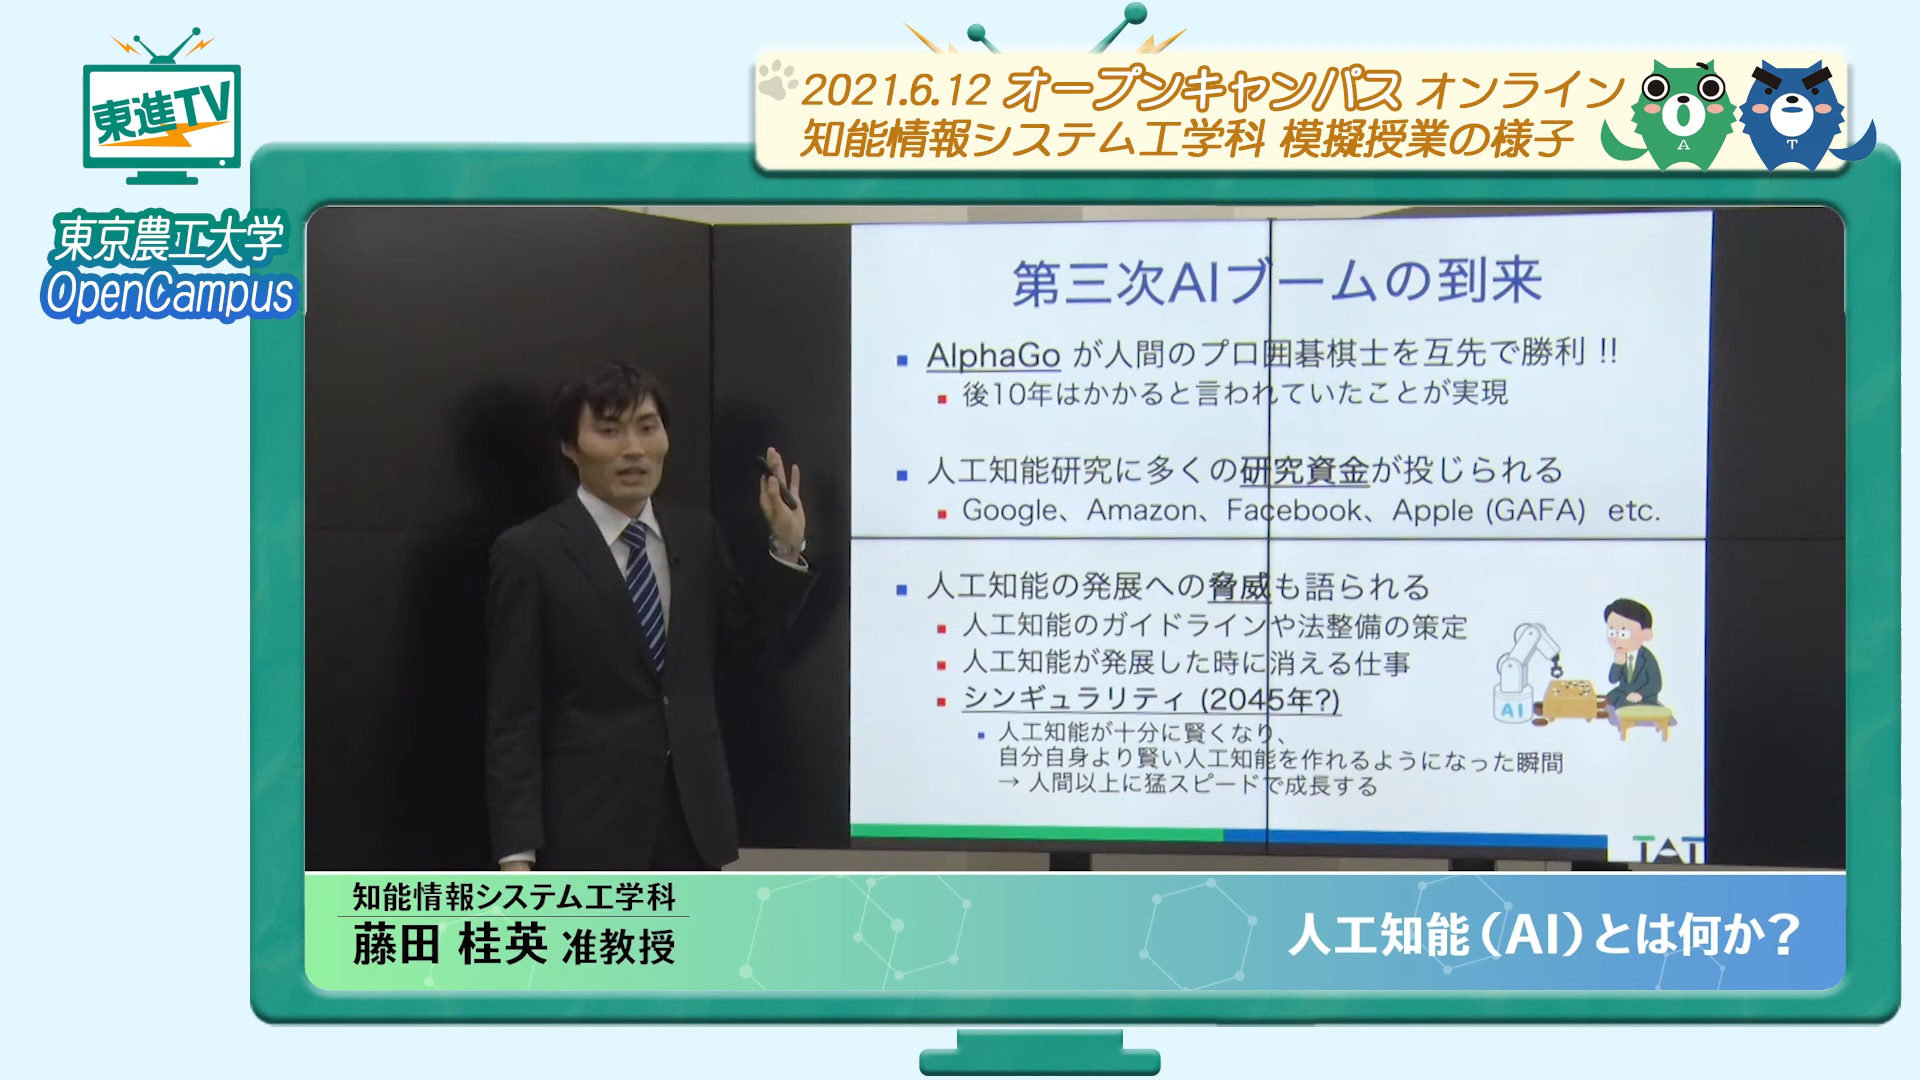 東進TV
東京農工大学
OpenCampus
2021.6.12 オープンキャンパス オンライン
知能情報システム工学科 模擬授業の様子
A
T
第三次AIブームの到来
AlphaGo が人間のプロ囲碁棋士を互先で勝利 !!
後10年はかかると言われていたことが実現
人工知能研究に多くの研究資金が投じられる
Google、Amazon、Facebook、Apple (GAFA) etc.
人工知能の発展への脅威も語られる
人工知能のガイドラインや法整備の策定
人工知能が発展した時に消える仕事
シンギュラリティ (2045年?)
人工知能が十分に賢くなり、
自分自身より賢い人工知能を作れるようになった瞬間
→ 人間以上に猛スピードで成長する
AI
TAT
知能情報システム工学科
藤田 桂英 准教授
人工知能（AI）とは何か？